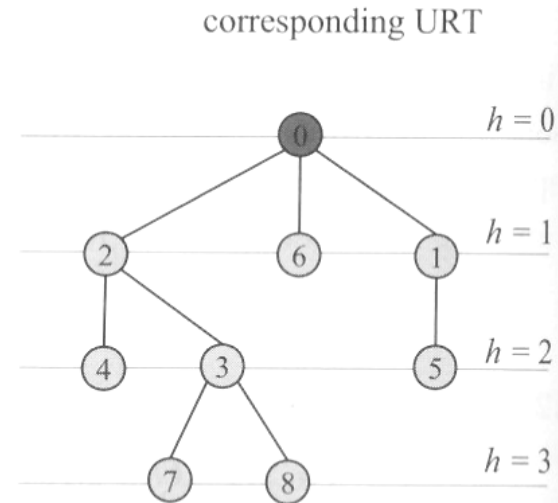 corresponding URT
0
h = 0
2
6
1
h = 1
4
3
5
h = 2
7
8
h = 3